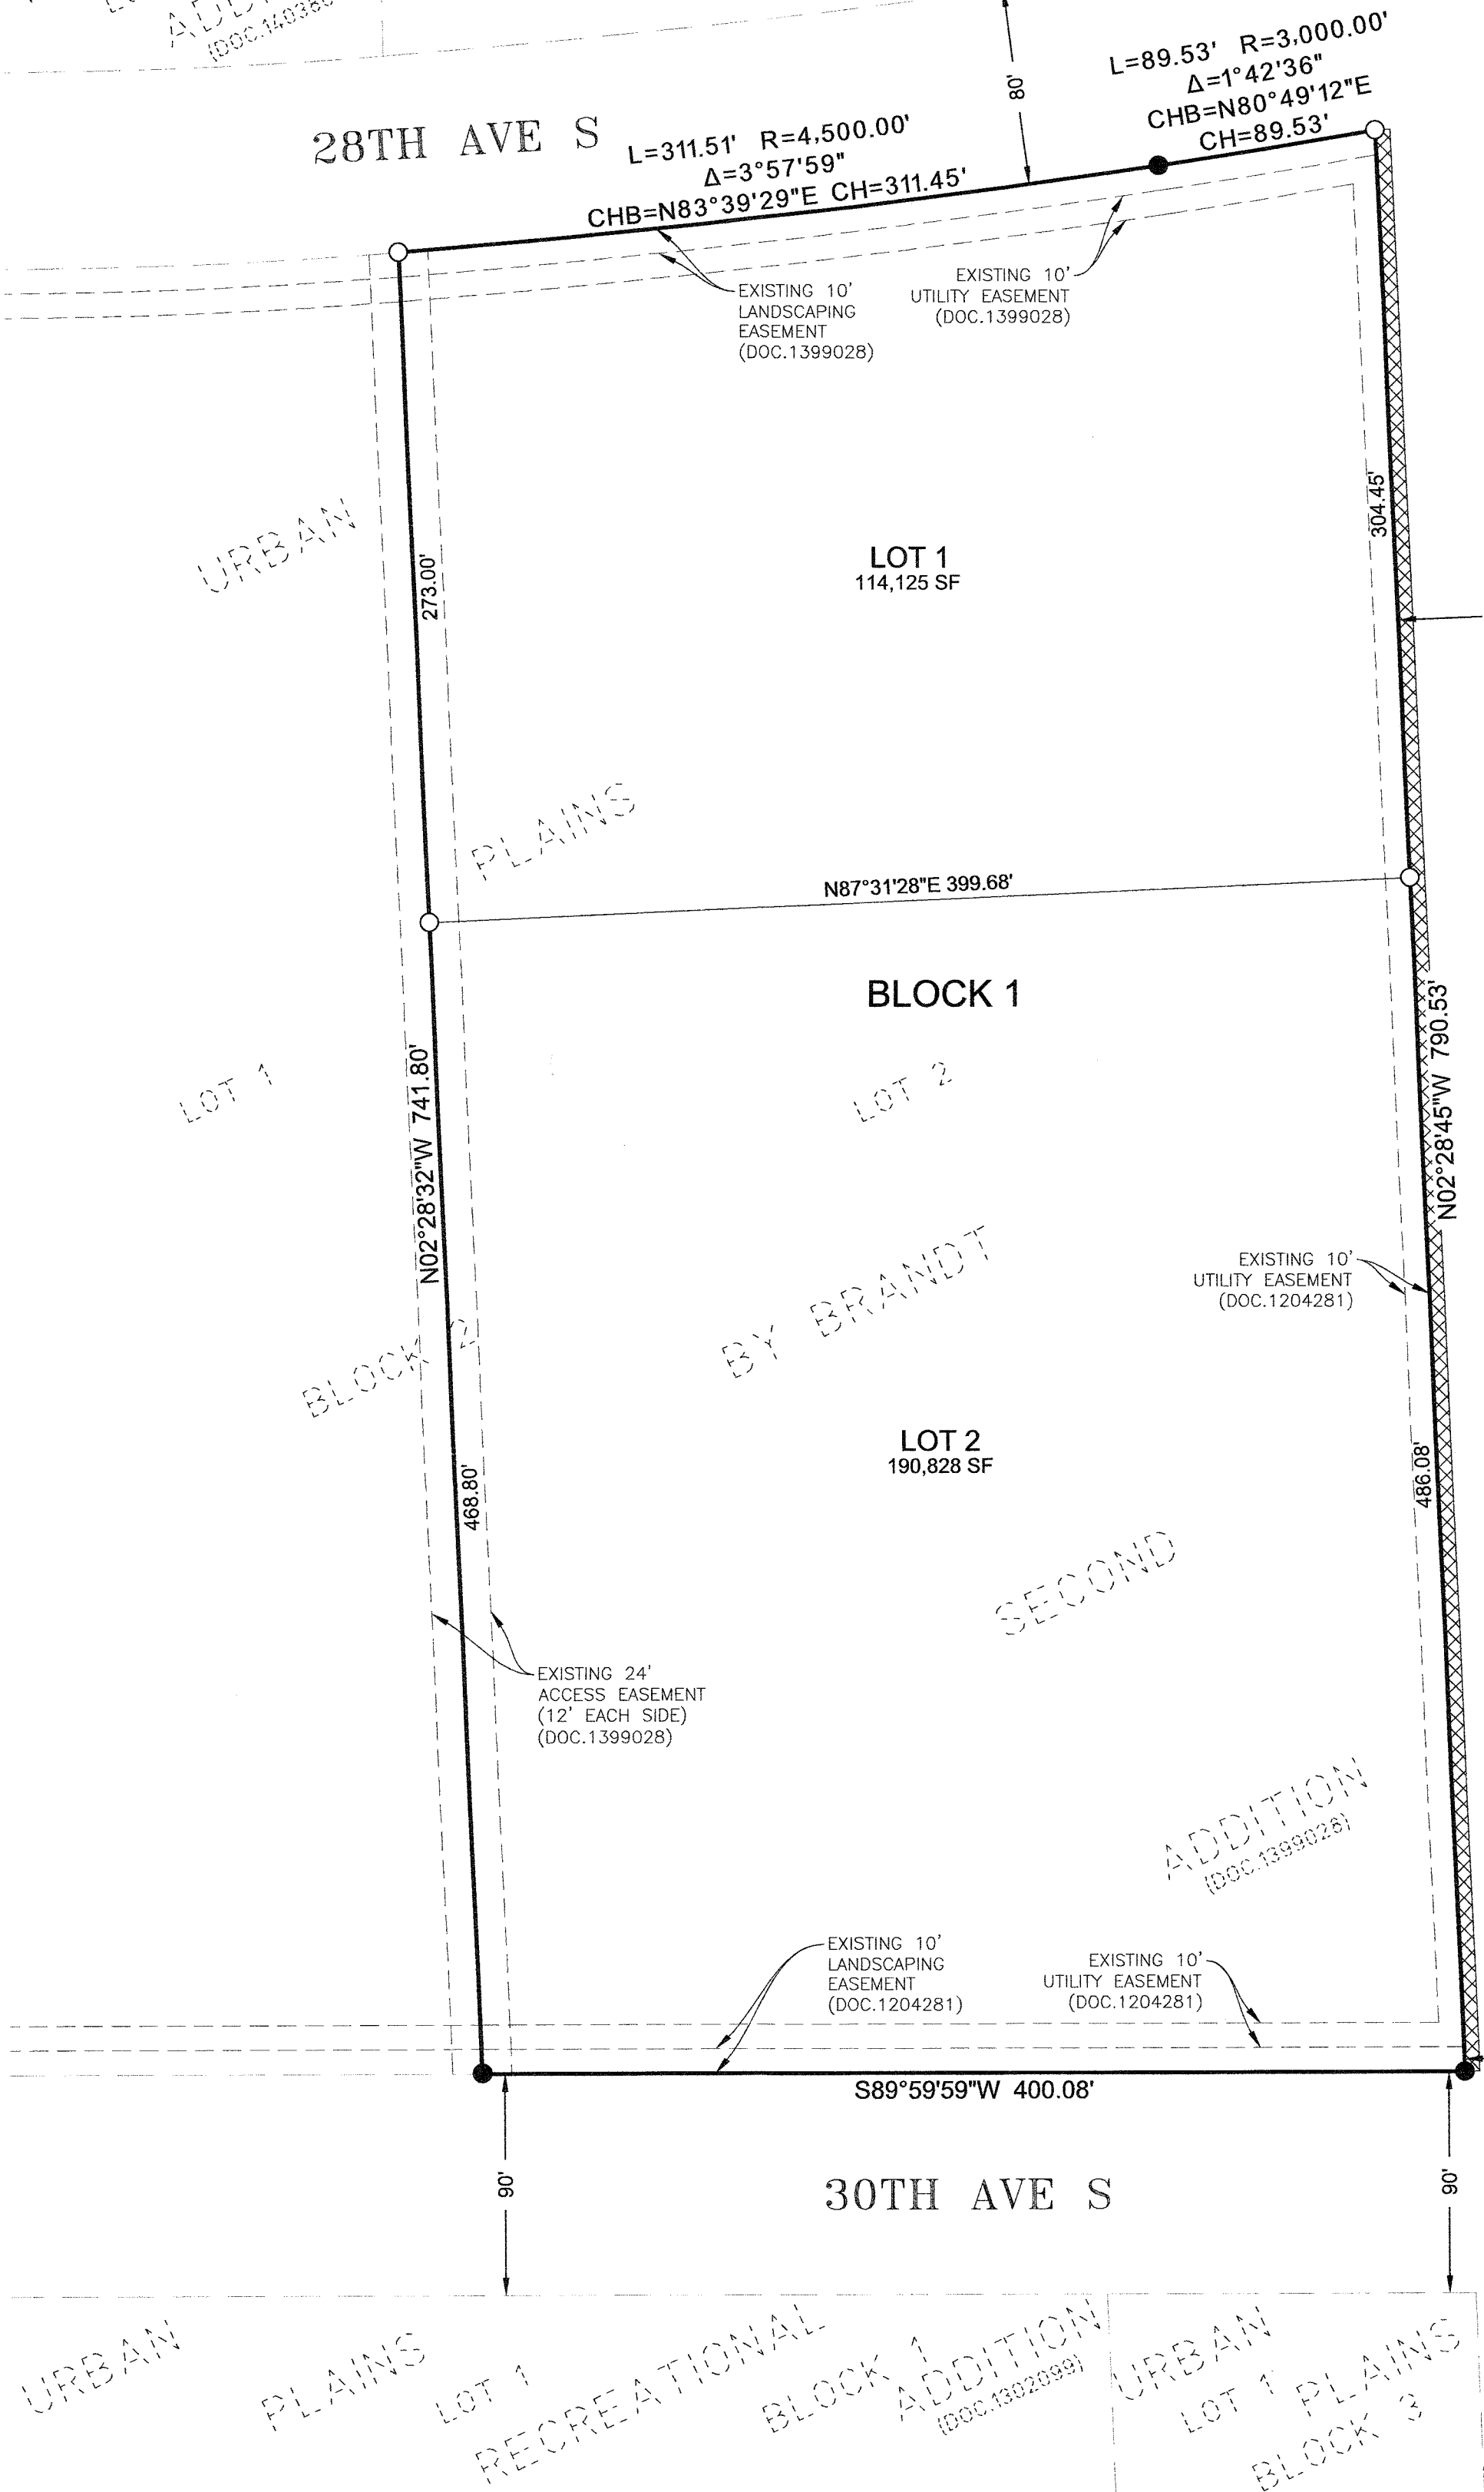 (DOC.14038
28TH AVE S
80'
L=311.51' R=4,500.00'
Δ=3°57'59"
CHB=N83°39'29"E CH=311.45'
L=89.53' R=3,000.00'
Δ=1°42'36"
CHB=N80°49'12"E
CH=89.53'
EXISTING 10'
LANDSCAPING
EASEMENT
(DOC.1399028)
EXISTING 10'
UTILITY EASEMENT
(DOC.1399028)
URBAN
273.00'
LOT 1
114,125 SF
304.45'
PLAINS
N87°31'28"E 399.68'
BLOCK 1
LOT 1
N02°28'32"W 741.80'
LOT 2
N02°28'45"W 790.53'
BLOCK 2
BY BRANDT
EXISTING 10'
UTILITY EASEMENT
(DOC.1204281)
468.80'
LOT 2
190,828 SF
486.08'
SECOND
EXISTING 24'
ACCESS EASEMENT
(12' EACH SIDE)
(DOC.1399028)
ADDITION
(DOC.1399028)
EXISTING 10'
LANDSCAPING
EASEMENT
(DOC.1204281)
EXISTING 10'
UTILITY EASEMENT
(DOC.1204281)
S89°59'59"W 400.08'
90'
30TH AVE S
90'
URBAN
PLAINS
LOT 1
RECREATIONAL
BLOCK 1
ADDITION
(DOC.1302099)
URBAN
PLAINS
LOT 1
BLOCK 3